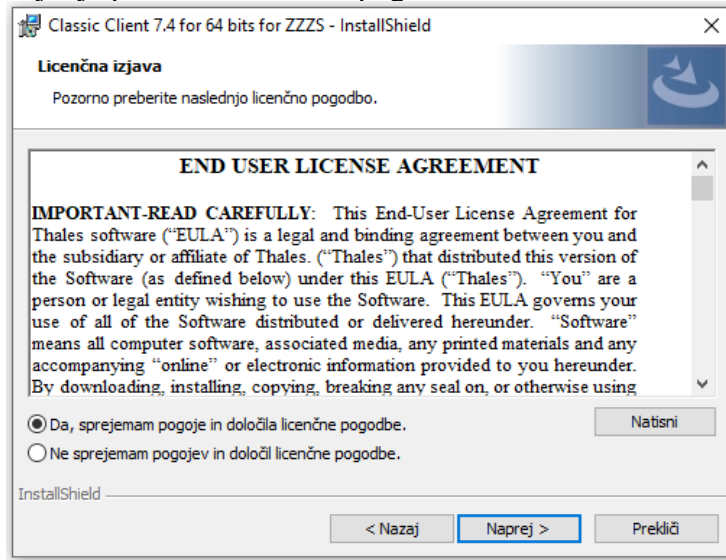 Classic Client 7.4 for 64 bits for ZZZS - InstallShield
Licenčna izjava
Pozorno preberite naslednjo licenčno pogodbo.
END USER LICENSE AGREEMENT
IMPORTANT-READ CAREFULLY: This End-User License Agreement for
Thales software (“EULA”) is a legal and binding agreement between you and
the subsidiary or affiliate of Thales. (“Thales”) that distributed this version of
the Software (as defined below) under this EULA (“Thales”). “You” are a
person or legal entity wishing to use the Software. This EULA governs your
use of all of the Software distributed or delivered hereunder. “Software”
means all computer software, associated media, any printed materials and any
accompanying “online” or electronic information provided to you hereunder.
By downloading, installing, copying, breaking any seal on, or otherwise using
Da, sprejemam pogoje in določila licenčne pogodbe.
Natisni
Ne sprejemam pogojev in določil licenčne pogodbe.
InstallShield
< Nazaj
Naprej >
Prekliči